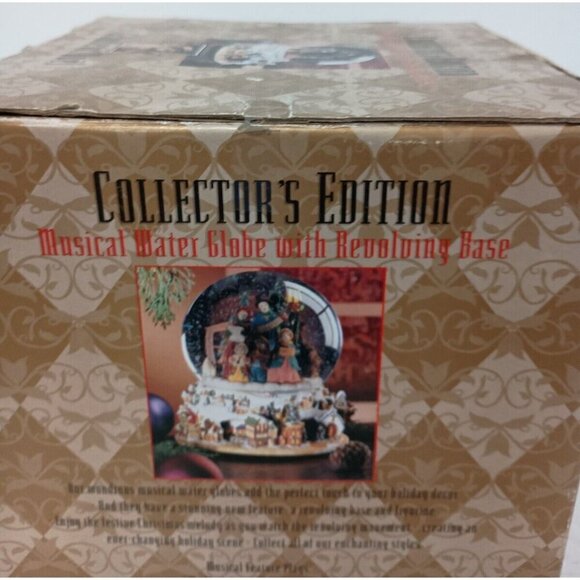 COLLECTOR'S EDITION
Musical Water Globe with Revolving Base
Our wondrous musical water globes add the perfect touch to your holiday decor.
And they have a stunning new feature: a revolving base and figurine.
Enjoy the festive Christmas melody as you watch the revolving movement creating an
ever-changing holiday scene. Collect all of our enchanting styles.
Musical Feature Plays